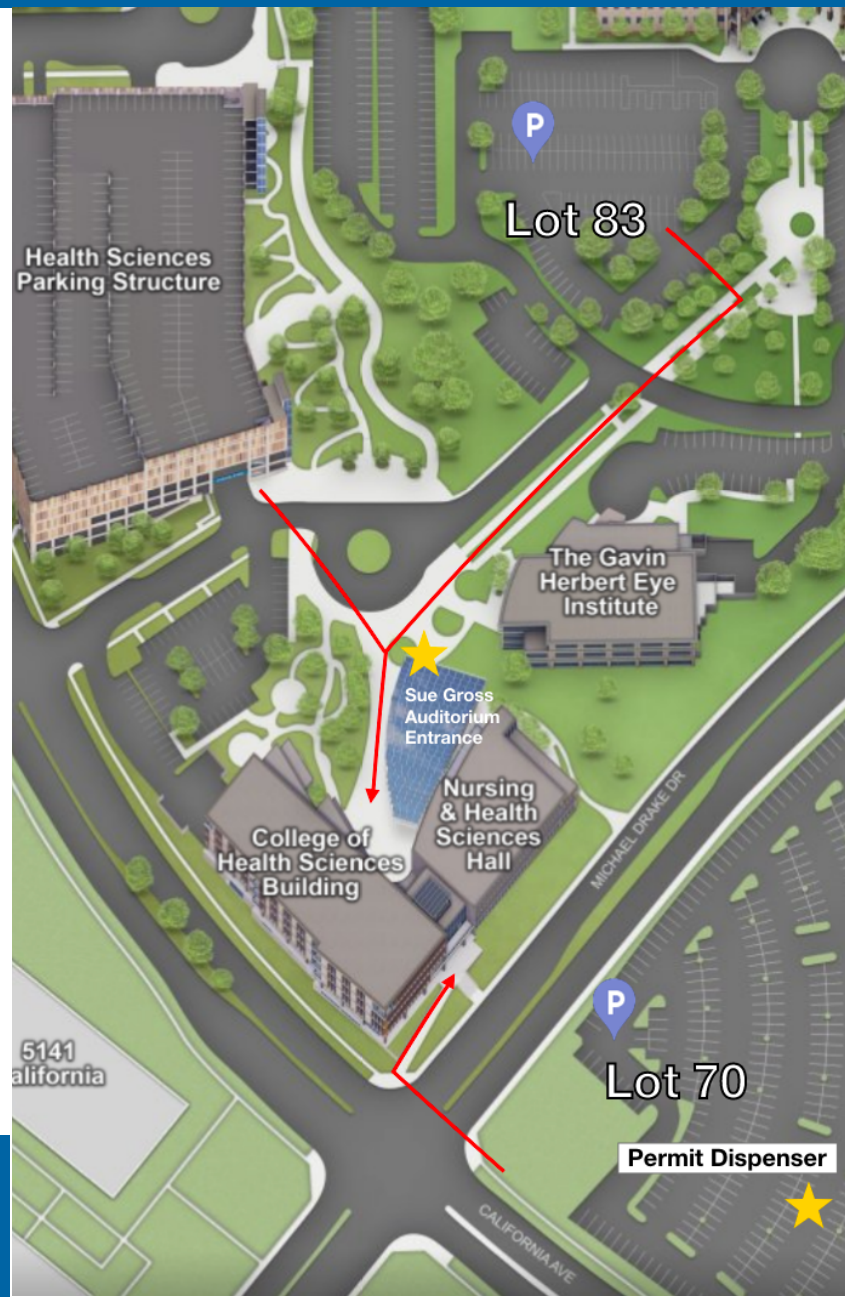 P
Lot 83
Health Sciences
Parking Structure
The Gavin
Herbert Eye
Institute
Sue Gross
Auditorium
Entrance
Nursing
& Health
Sciences
Hall
College of
Health Sciences
Building
MICHAEL DRAKE DR
P
Lot 70
5141
alifornia
Permit Dispenser
CALIFORNIA AVE